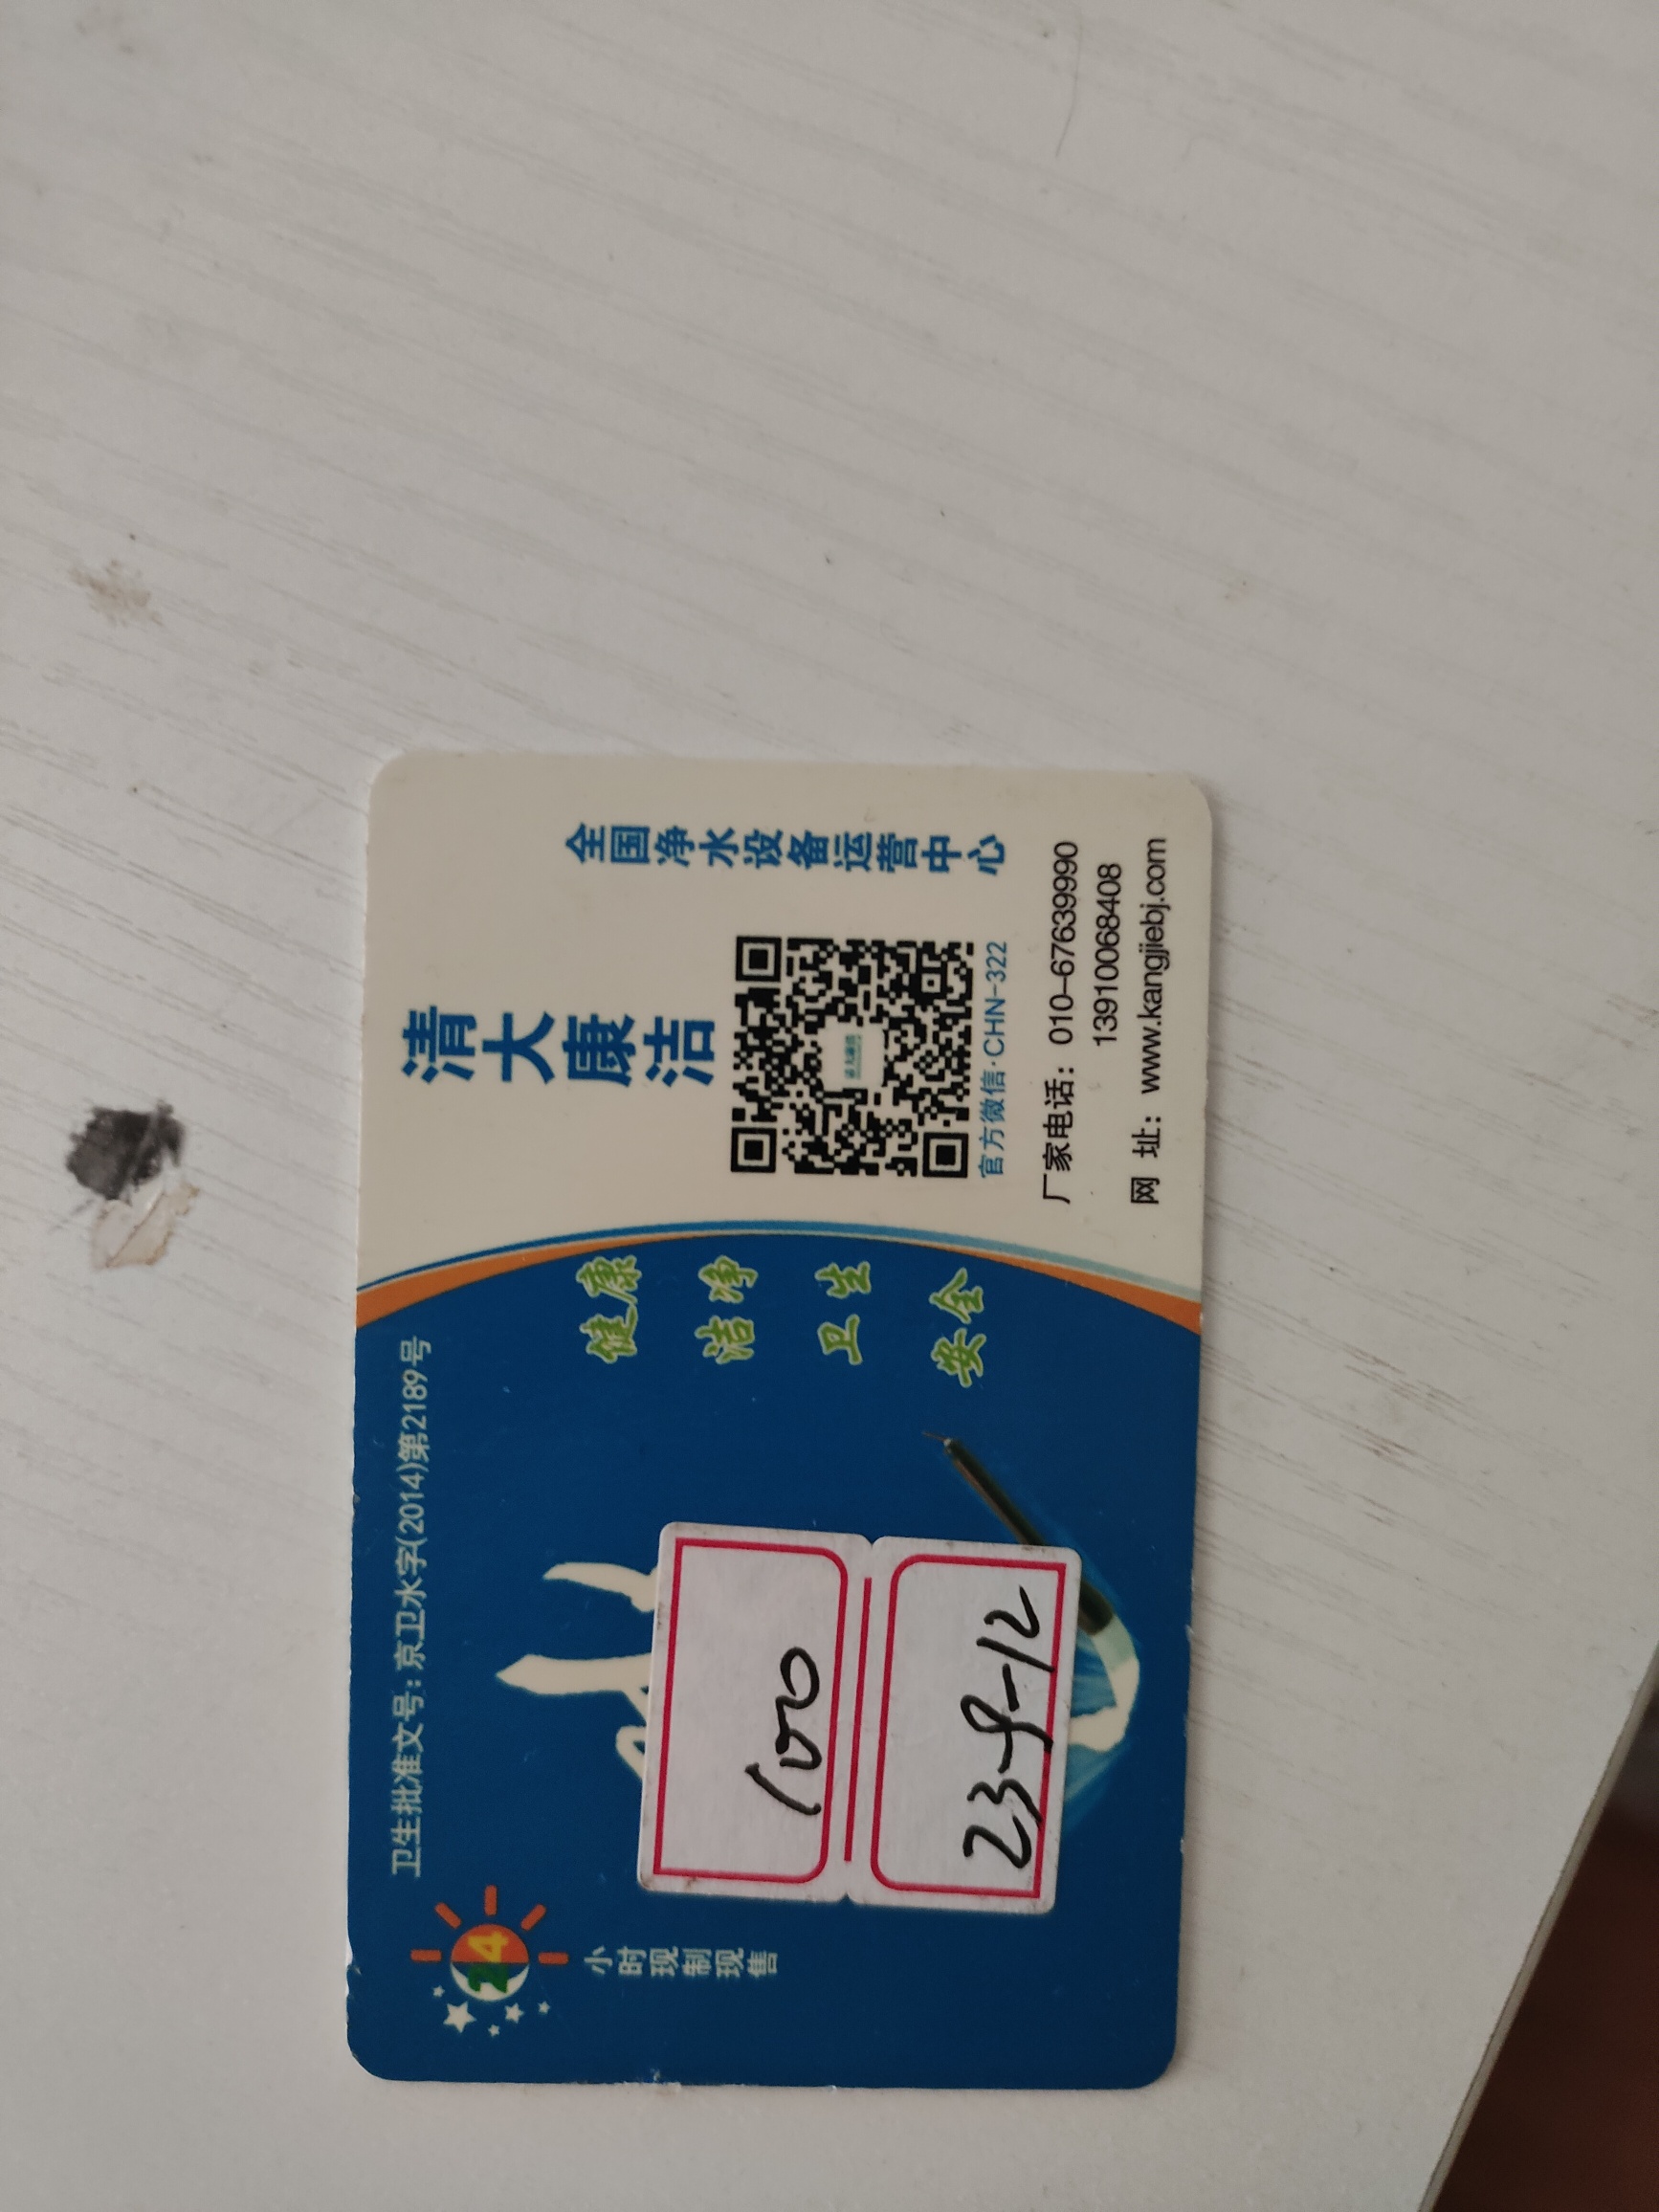 卫生批准文号：京卫水字(2014)第2189号
24
小时现制现售
健康
洁净
卫生
安全
100
23-9-12
清大康洁
全国净水设备运营中心
官方微信·CHN-322
厂家电话：010-67639990
13910068408
网 址：www.kangjiebj.com